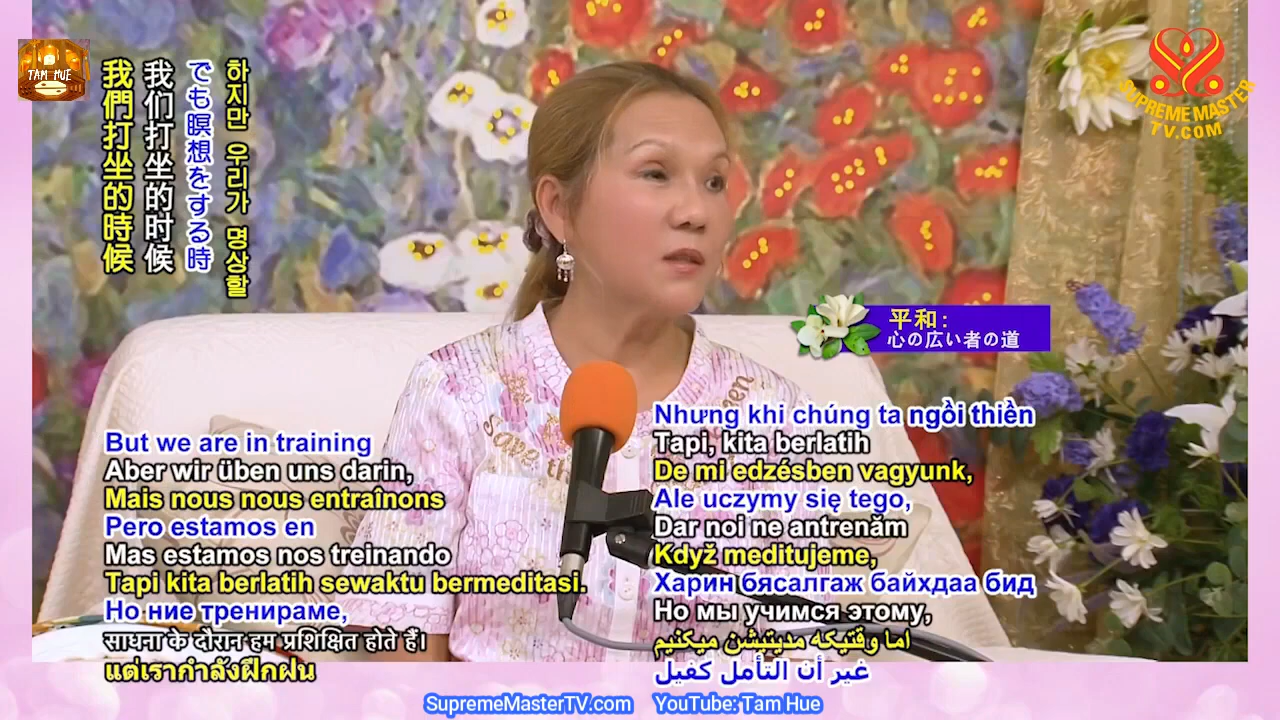 TAM HUE
SUPREME MASTER
TV.COM
我們打坐的時候
我们打坐的时候
でも瞑想をする時
하지만 우리가 명상할
平和:
心の広い者の道
But we are in training
Aber wir üben uns darin,
Mais nous nous entraînons
Pero estamos en
Mas estamos nos treinando
Tapi kita berlatih sewaktu bermeditasi.
Но ние тренираме,
साधना के दौरान हम प्रशिक्षित होते हैं।
แต่เรากำลังฝึกฝน
Nhưng khi chúng ta ngồi thiền
Tapi, kita berlatih
De mi edzésben vagyunk,
Ale uczymy się tego,
Dar noi ne antrenăm
Když meditujeme,
Харин бясалгаж байхдаа бид
Но мы учимся этому,
اما وقتیکه مدیتیشن میکنیم
غير أن التأمل كفيل
SupremeMasterTV.com YouTube: Tam Hue